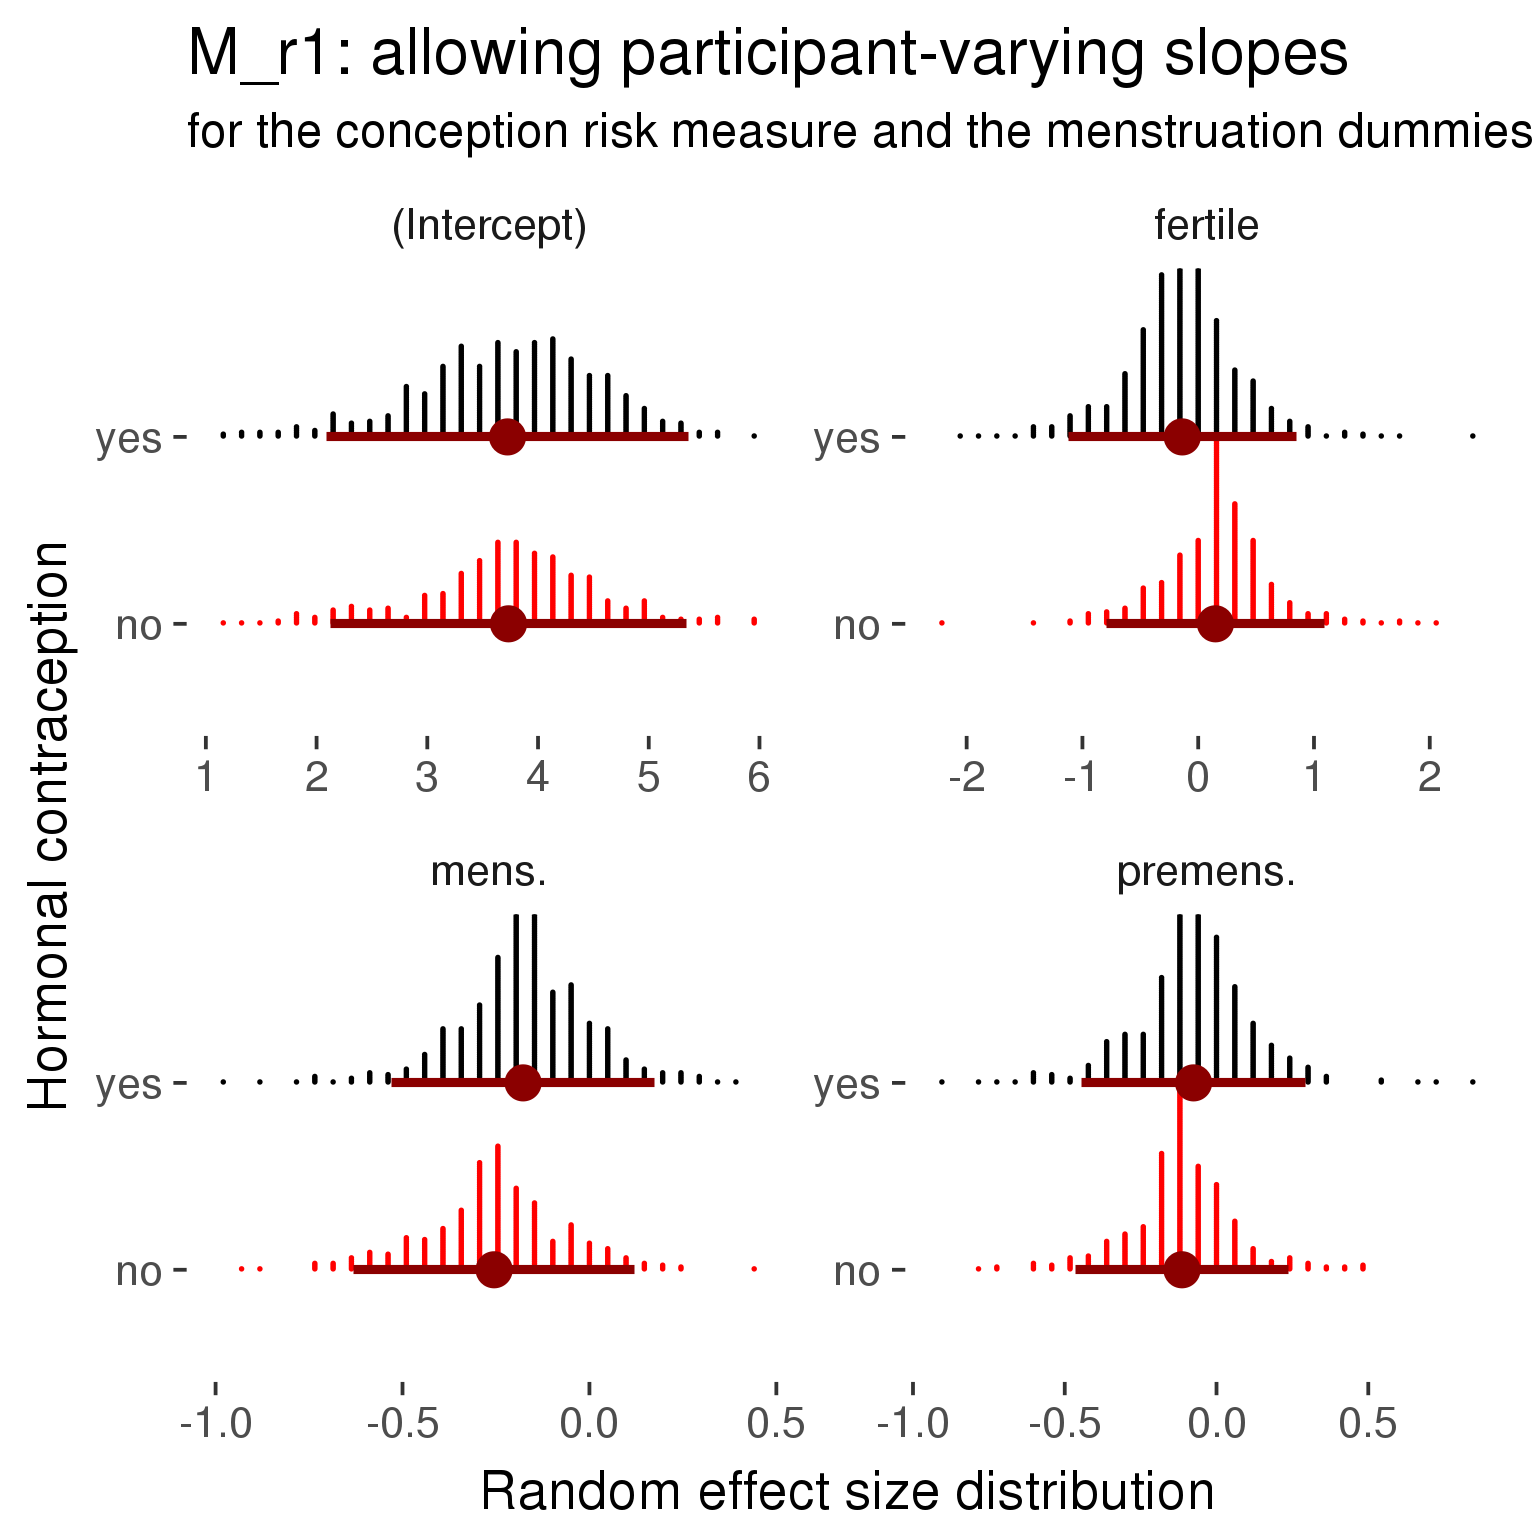 M_r1: allowing participant-varying slopes
for the conception risk measure and the menstruation dummies
Hormonal contraception
(Intercept)
yes
no
1 2 3 4 5 6
fertile
yes
no
-2 -1 0 1 2
mens.
yes
no
-1.0 -0.5 0.0 0.5
premens.
yes
no
-1.0 -0.5 0.0 0.5
Random effect size distribution